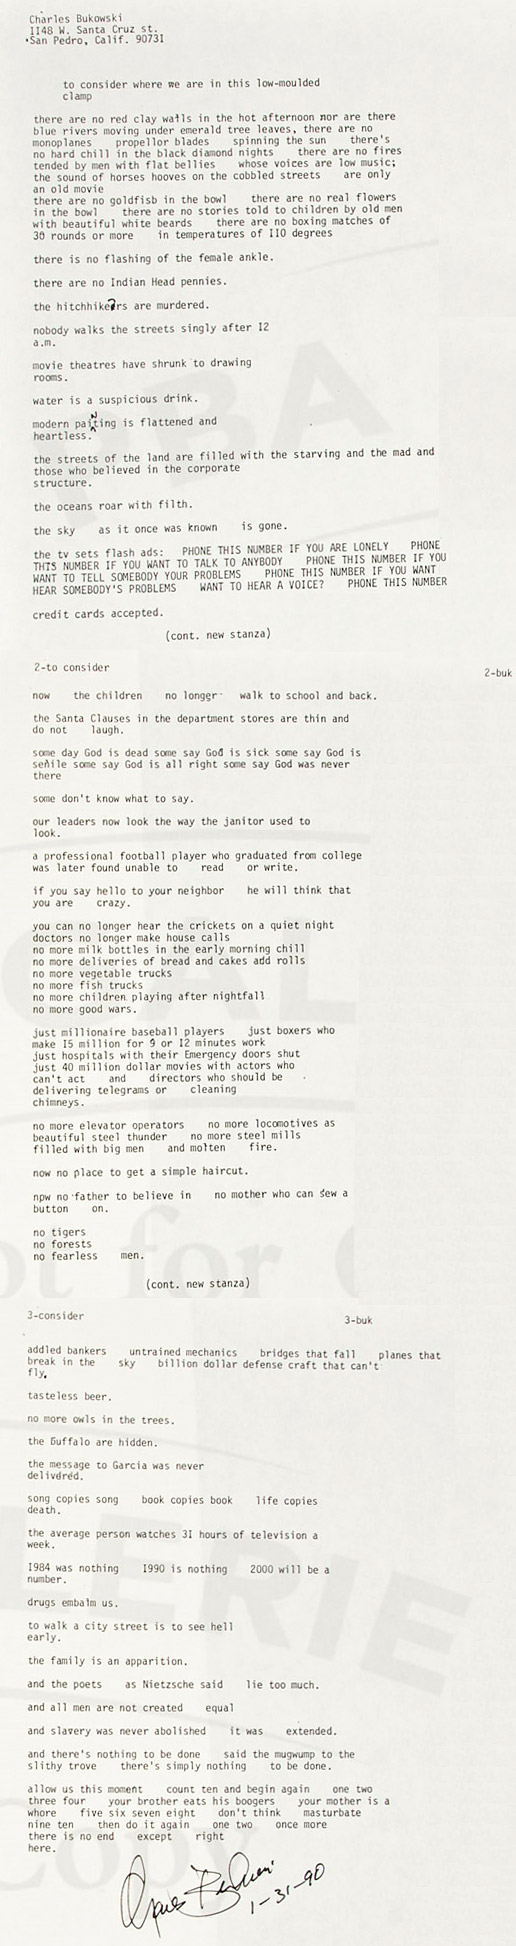 Charles Bukowski
1148 W. Santa Cruz st.
San Pedro, Calif. 90731
to consider where we are in this low-moulded
clamp
there are no red clay walls in the hot afternoon nor are there
blue rivers moving under emerald tree leaves, there are no
monoplanes propellor blades spinning the sun there's
no hard chill in the black diamond nights there are no fires
tended by men with flat bellies whose voices are low music;
the sound of horses hooves on the cobbled streets are only
an old movie
there are no goldfish in the bowl there are no real flowers
in the bowl there are no stories told to children by old men
with beautiful white beards there are no boxing matches of
30 rounds or more in temperatures of 110 degrees
there is no flashing of the female ankle.
there are no Indian Head pennies.
the hitchhikers are murdered.
nobody walks the streets singly after 12
a.m.
movie theatres have shrunk to drawing
rooms.
water is a suspicious drink.
modern painting is flattened and
heartless.
the streets of the land are filled with the starving and the mad and
those who believed in the corporate
structure.
the oceans roar with filth.
the sky as it once was known is gone.
the tv sets flash ads: PHONE THIS NUMBER IF YOU ARE LONELY PHONE
THIS NUMBER IF YOU WANT TO TALK TO ANYBODY PHONE THIS NUMBER IF YOU
WANT TO TELL SOMEBODY YOUR PROBLEMS PHONE THIS NUMBER IF YOU WANT
HEAR SOMEBODY'S PROBLEMS WANT TO HEAR A VOICE? PHONE THIS NUMBER
credit cards accepted.
(cont. new stanza)
2-to consider
2-buk
now the children no longer walk to school and back.
the Santa Clauses in the department stores are thin and
do not laugh.
some day God is dead some say God is sick some say God is
senile some say God is all right some say God was never
there
some don't know what to say.
our leaders now look the way the janitor used to
look.
a professional football player who graduated from college
was later found unable to read or write.
if you say hello to your neighbor he will think that
you are crazy.
you can no longer hear the crickets on a quiet night
doctors no longer make house calls
no more milk bottles in the early morning chill
no more deliveries of bread and cakes add rolls
no more vegetable trucks
no more fish trucks
no more children playing after nightfall
no more good wars.
just millionaire baseball players just boxers who
make 15 million for 9 or 12 minutes work
just hospitals with their Emergency doors shut
just 40 million dollar movies with actors who
can't act and directors who should be
delivering telegrams or cleaning
chimneys.
no more elevator operators no more locomotives as
beautiful steel thunder no more steel mills
filled with big men and molten fire.
now no place to get a simple haircut.
npw no father to believe in no mother who can sew a
button on.
no tigers
no forests
no fearless men.
(cont. new stanza)
3-consider
3-buk
addled bankers untrained mechanics bridges that fall planes that
break in the sky billion dollar defense craft that can't
fly.
tasteless beer.
no more owls in the trees.
the buffalo are hidden.
the message to Garcia was never
delivdred.
song copies song book copies book life copies
death.
the average person watches 31 hours of television a
week.
1984 was nothing 1990 is nothing 2000 will be a
number.
drugs embalm us.
to walk a city street is to see hell
early.
the family is an apparition.
and the poets as Nietzsche said lie too much.
and all men are not created equal
and slavery was never abolished it was extended.
and there's nothing to be done said the mugwump to the
slithy trove there's simply nothing to be done.
allow us this moment count ten and begin again one two
three four your brother eats his boogers your mother is a
whore five six seven eight don't think masturbate
nine ten then do it again one two once more
there is no end except right
here.
Charles Bukowski
1-31-90
PBA
GALLERIE
Not for
Copy